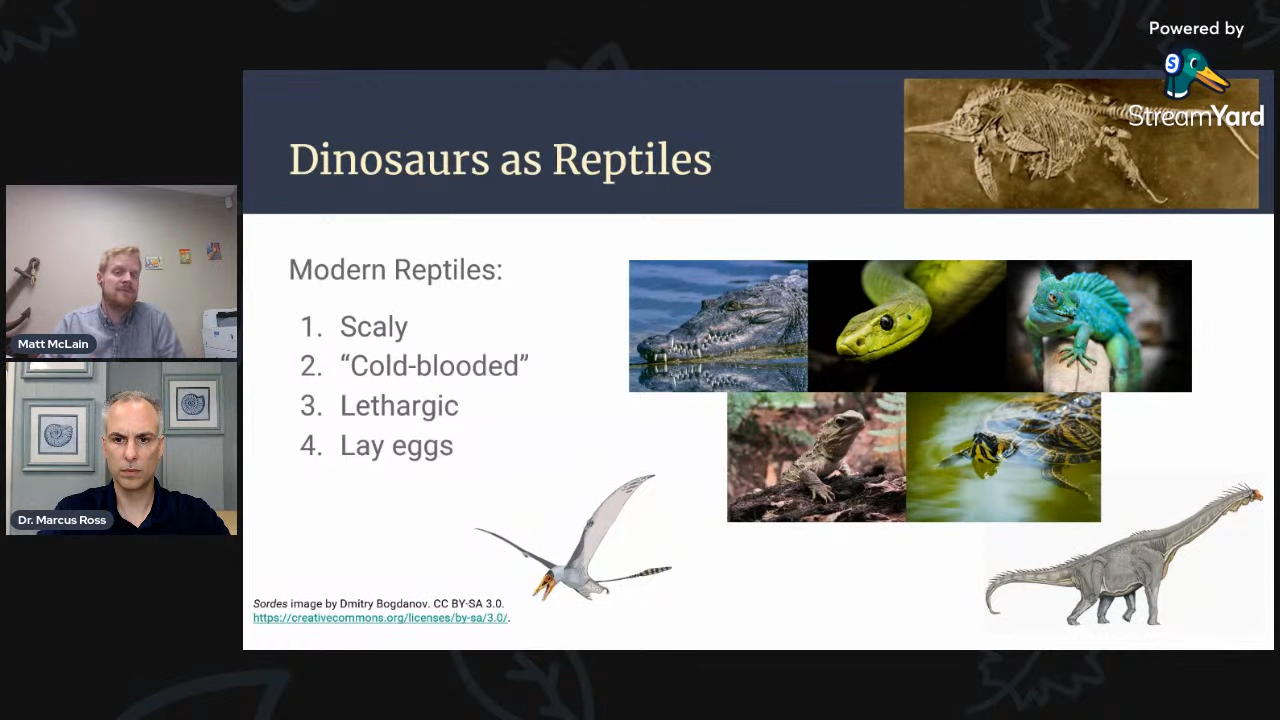 Powered by
StreamYard
Dinosaurs as Reptiles
Modern Reptiles:
1. Scaly
2. “Cold-blooded”
3. Lethargic
4. Lay eggs
Matt McLain
Dr. Marcus Ross
Sordes image by Dmitry Bogdanov. CC BY-SA 3.0.
https://creativecommons.org/licenses/by-sa/3.0/.